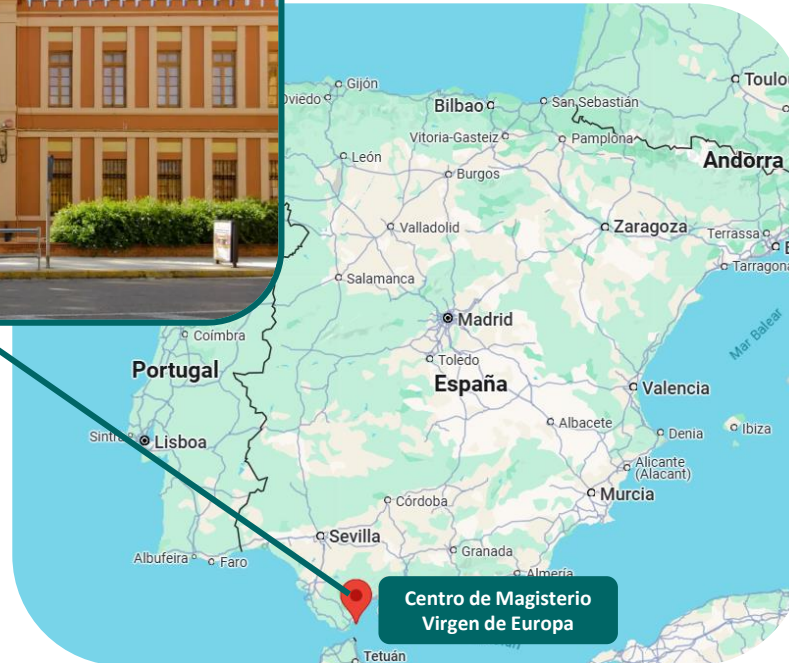 Gijón
Oviedo
Bilbao
San Sebastián
Vitoria-Gasteiz
Pamplona
León
Burgos
Andorra
Valladolid
Zaragoza
Terrassa
Tarragona
Salamanca
Madrid
Mar Balear
Coímbra
Toledo
Portugal
España
Valencia
Sintra
Lisboa
Albacete
Denia
Ibiza
Alicante
(Alacant)
Murcia
Córdoba
Sevilla
Granada
Albufeira
Faro
Almería
Centro de Magisterio
Virgen de Europa
Tetuán